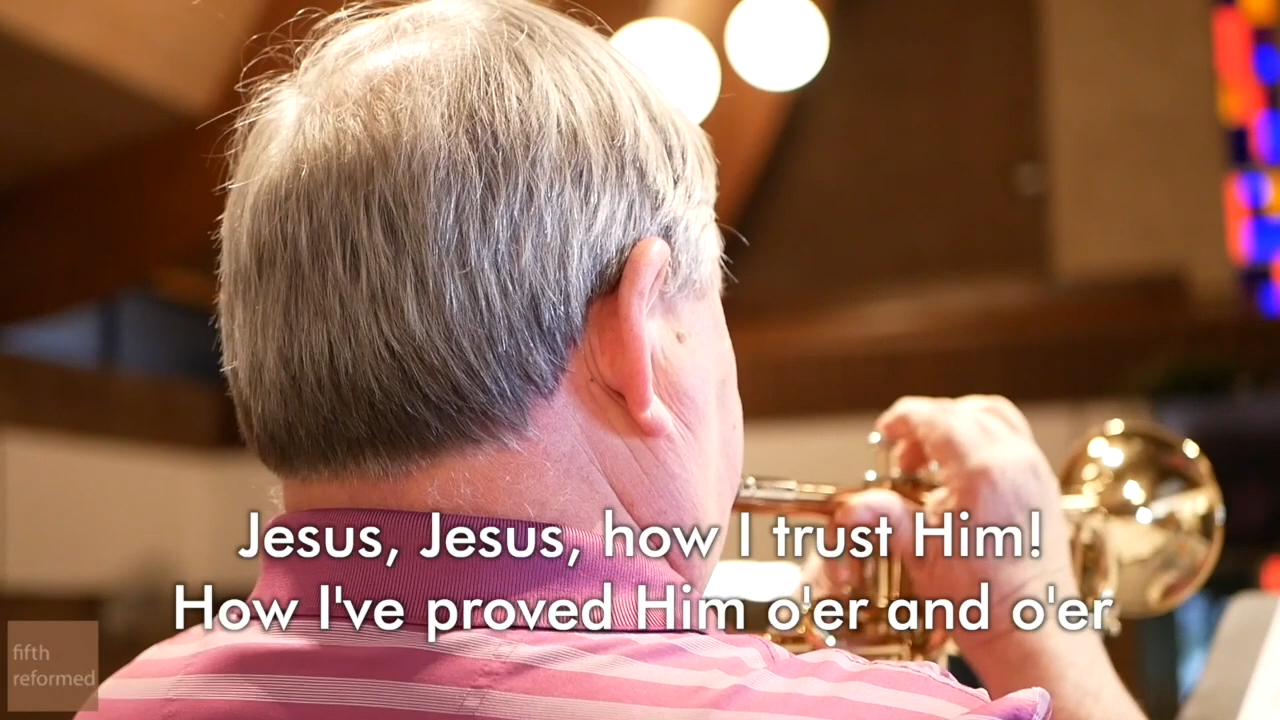 Jesus, Jesus, how I trust Him!
How I've proved Him o'er and o'er
fifth
reformed